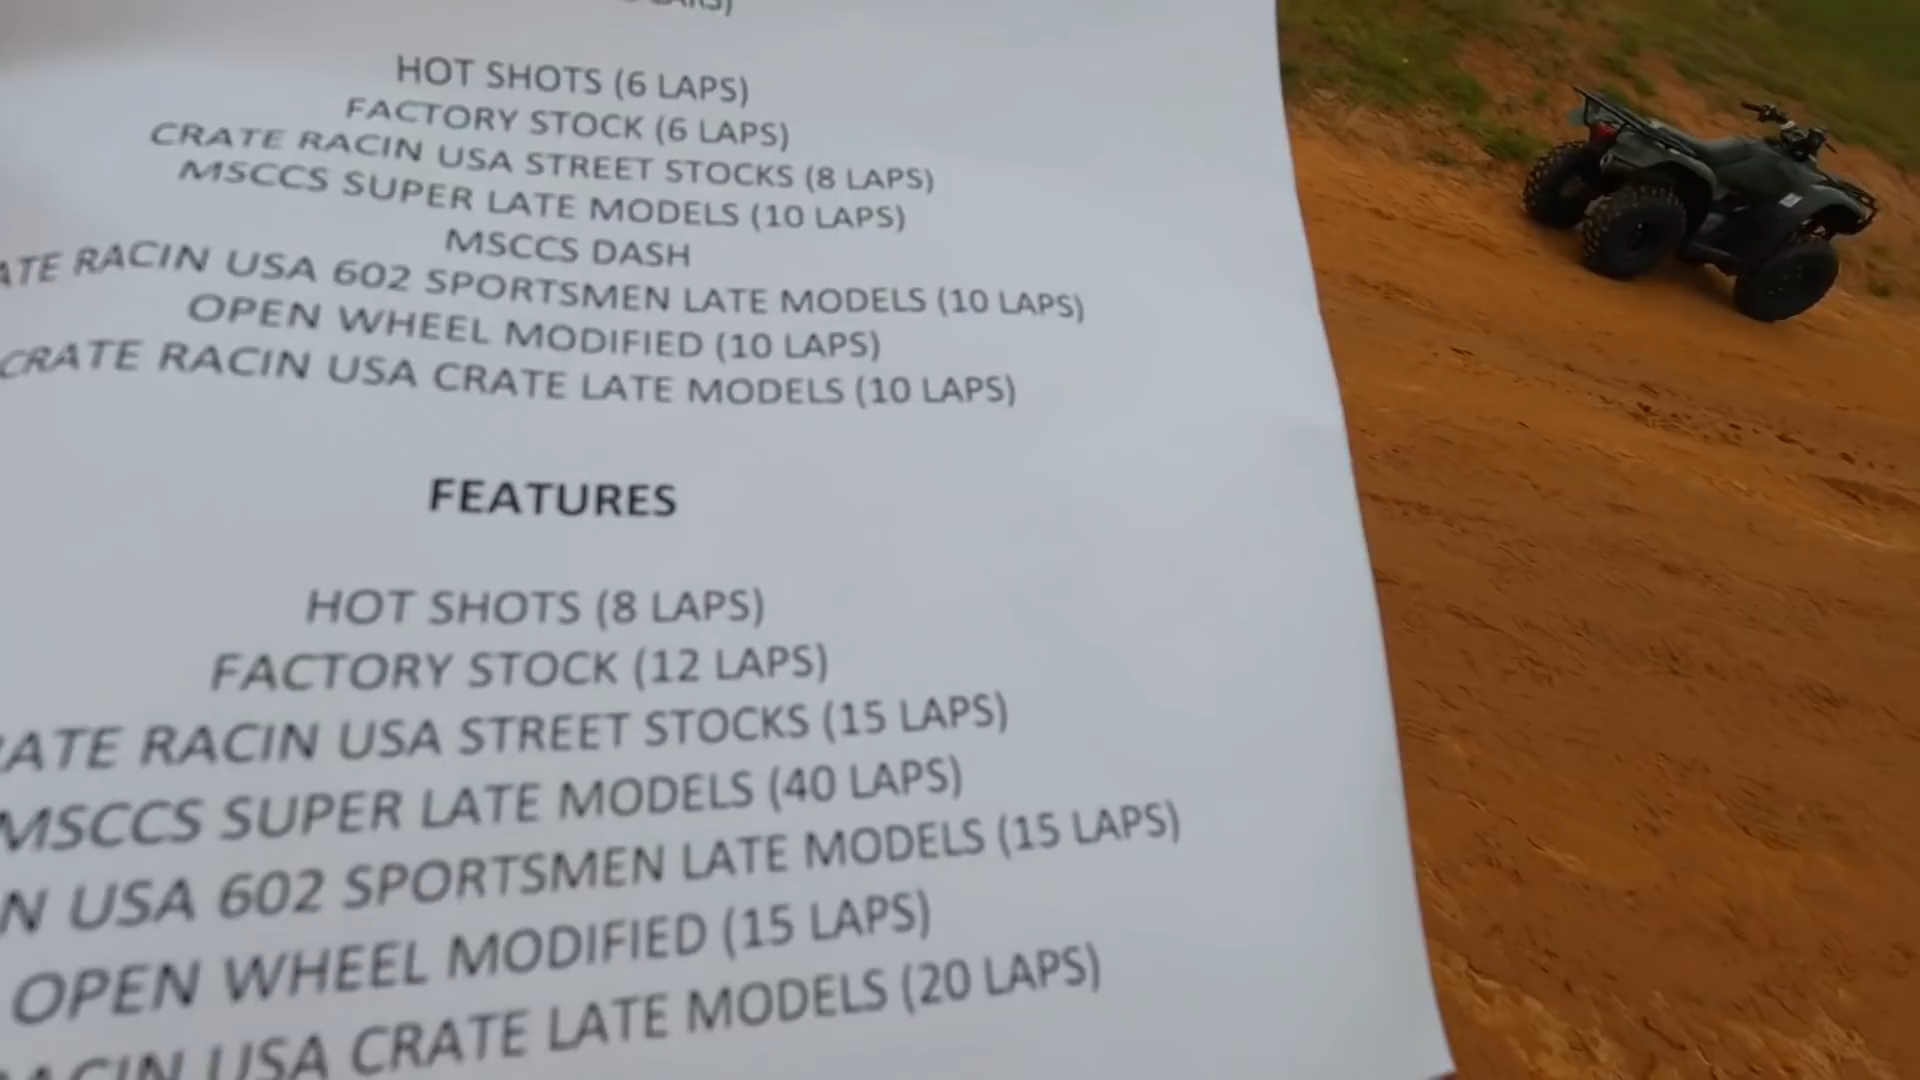 HOT SHOTS (6 LAPS)
FACTORY STOCK (6 LAPS)
CRATE RACIN USA STREET STOCKS (8 LAPS)
MSCCS SUPER LATE MODELS (10 LAPS)
MSCCS DASH
ATE RACIN USA 602 SPORTSMEN LATE MODELS (10 LAPS)
OPEN WHEEL MODIFIED (10 LAPS)
CRATE RACIN USA CRATE LATE MODELS (10 LAPS)
FEATURES
HOT SHOTS (8 LAPS)
FACTORY STOCK (12 LAPS)
ATE RACIN USA STREET STOCKS (15 LAPS)
MSCCS SUPER LATE MODELS (40 LAPS)
N USA 602 SPORTSMEN LATE MODELS (15 LAPS)
OPEN WHEEL MODIFIED (15 LAPS)
RACIN USA CRATE LATE MODELS (20 LAPS)